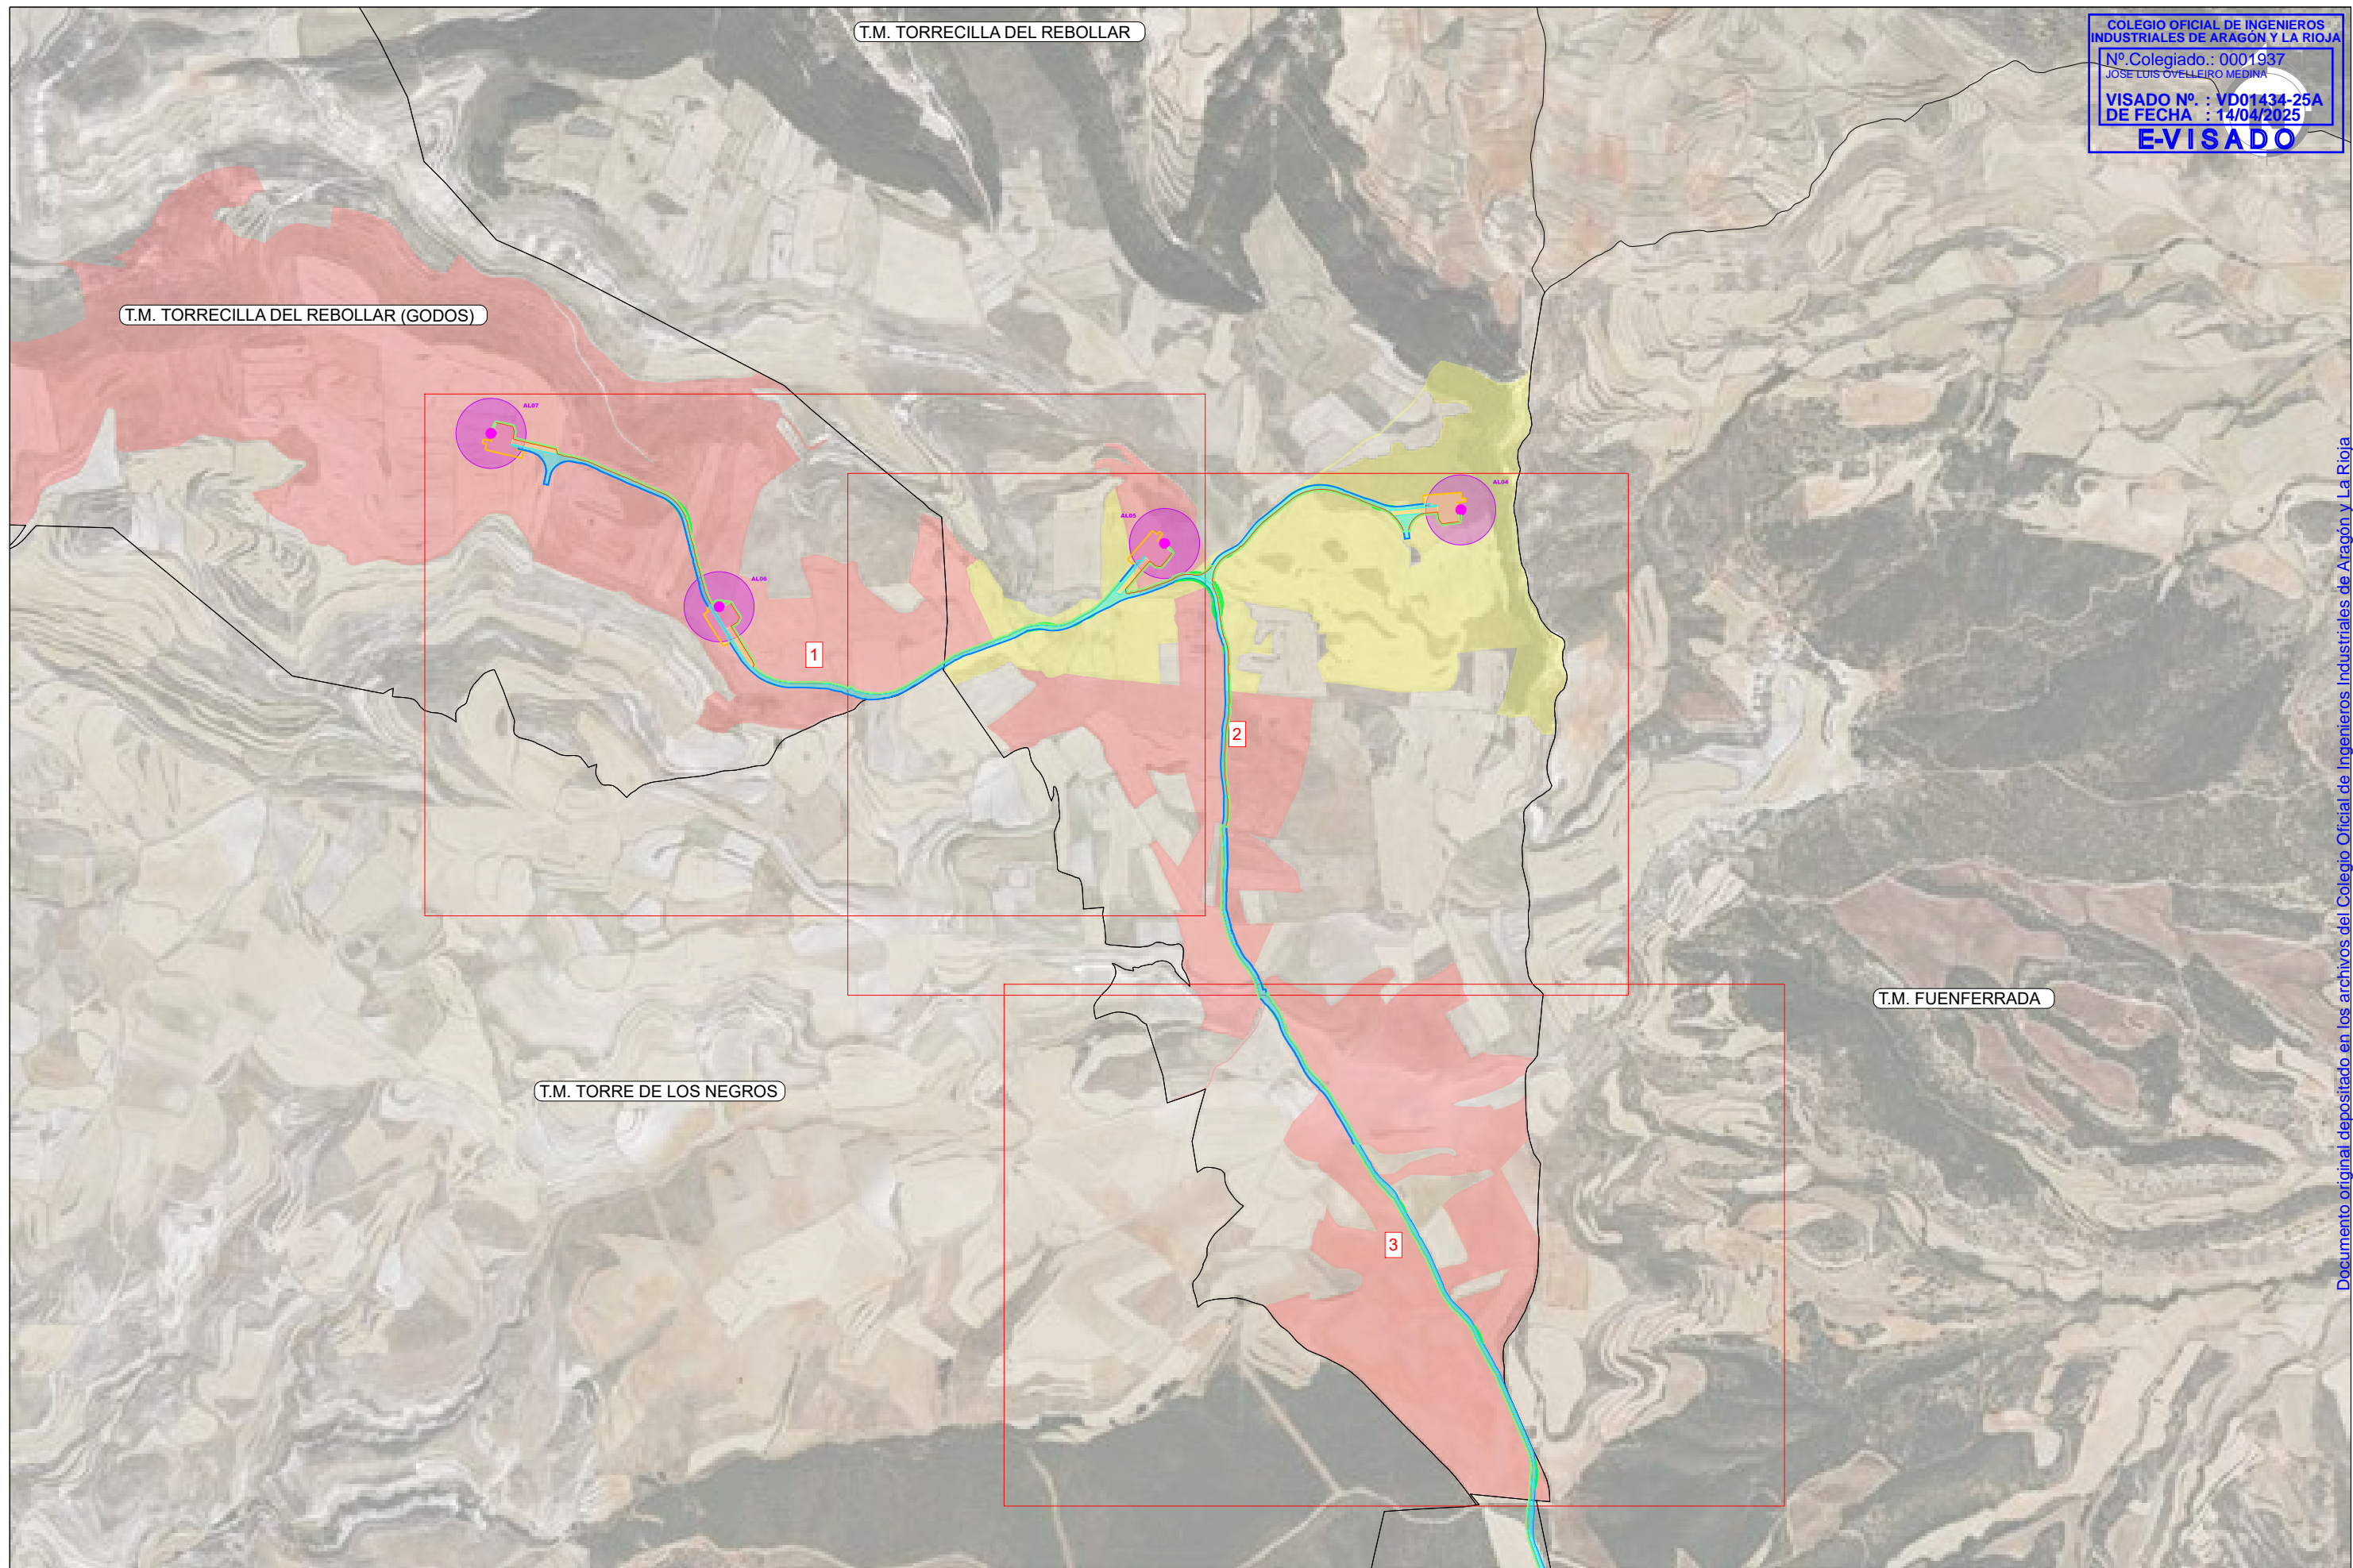 T.M. TORRECILLA DEL REBOLLAR
COLEGIO OFICIAL DE INGENIEROS
INDUSTRIALES DE ARAGÓN Y LA RIOJA
Nº.Colegiado.: 0001937
JOSE LUIS OVELLEIRO MEDINA
VISADO Nº. : VD01434-25A
DE FECHA : 14/04/2025
E-VISADO
T.M. TORRECILLA DEL REBOLLAR (GODOS)
AL07
AL04
AL05
AL06
1
2
T.M. FUENFERRADA
T.M. TORRE DE LOS NEGROS
3
Documento original depositado en los archivos del Colegio Oficial de Ingenieros Industriales de Aragón y La Rioja